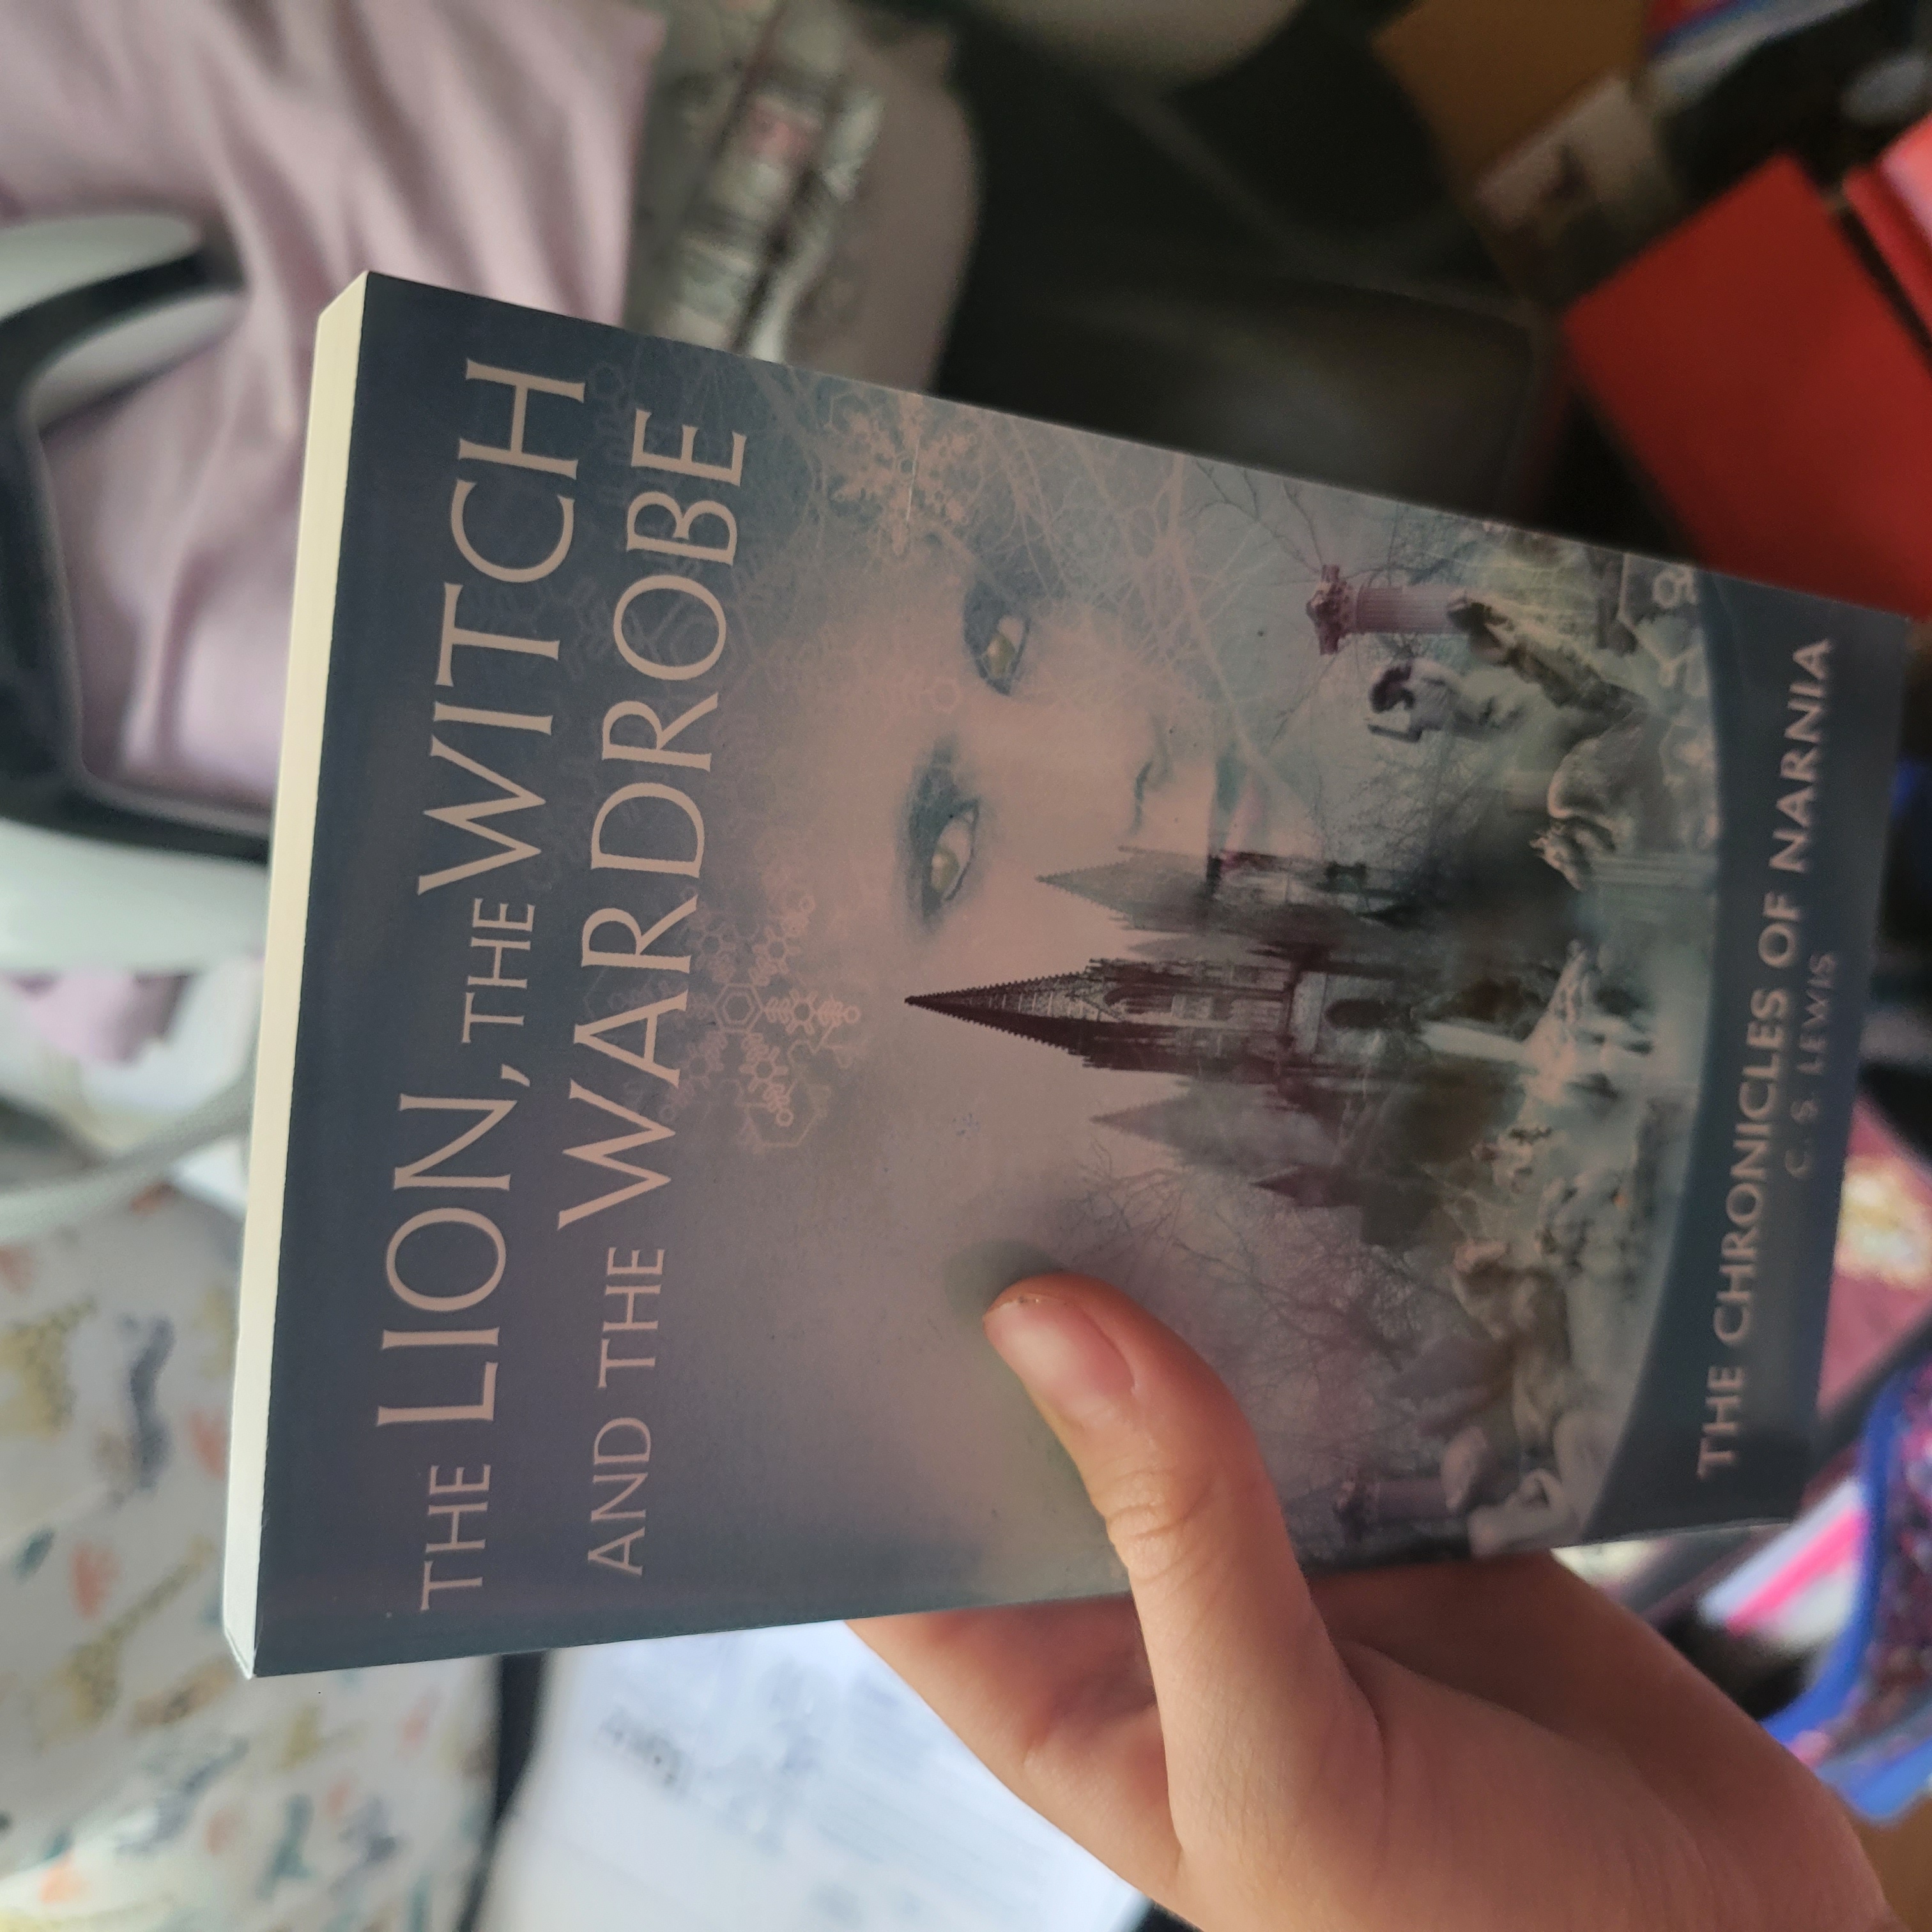 THE LION, THE WITCH
AND THE WARDROBE
THE CHRONICLES OF NARNIA
C. S. LEWIS